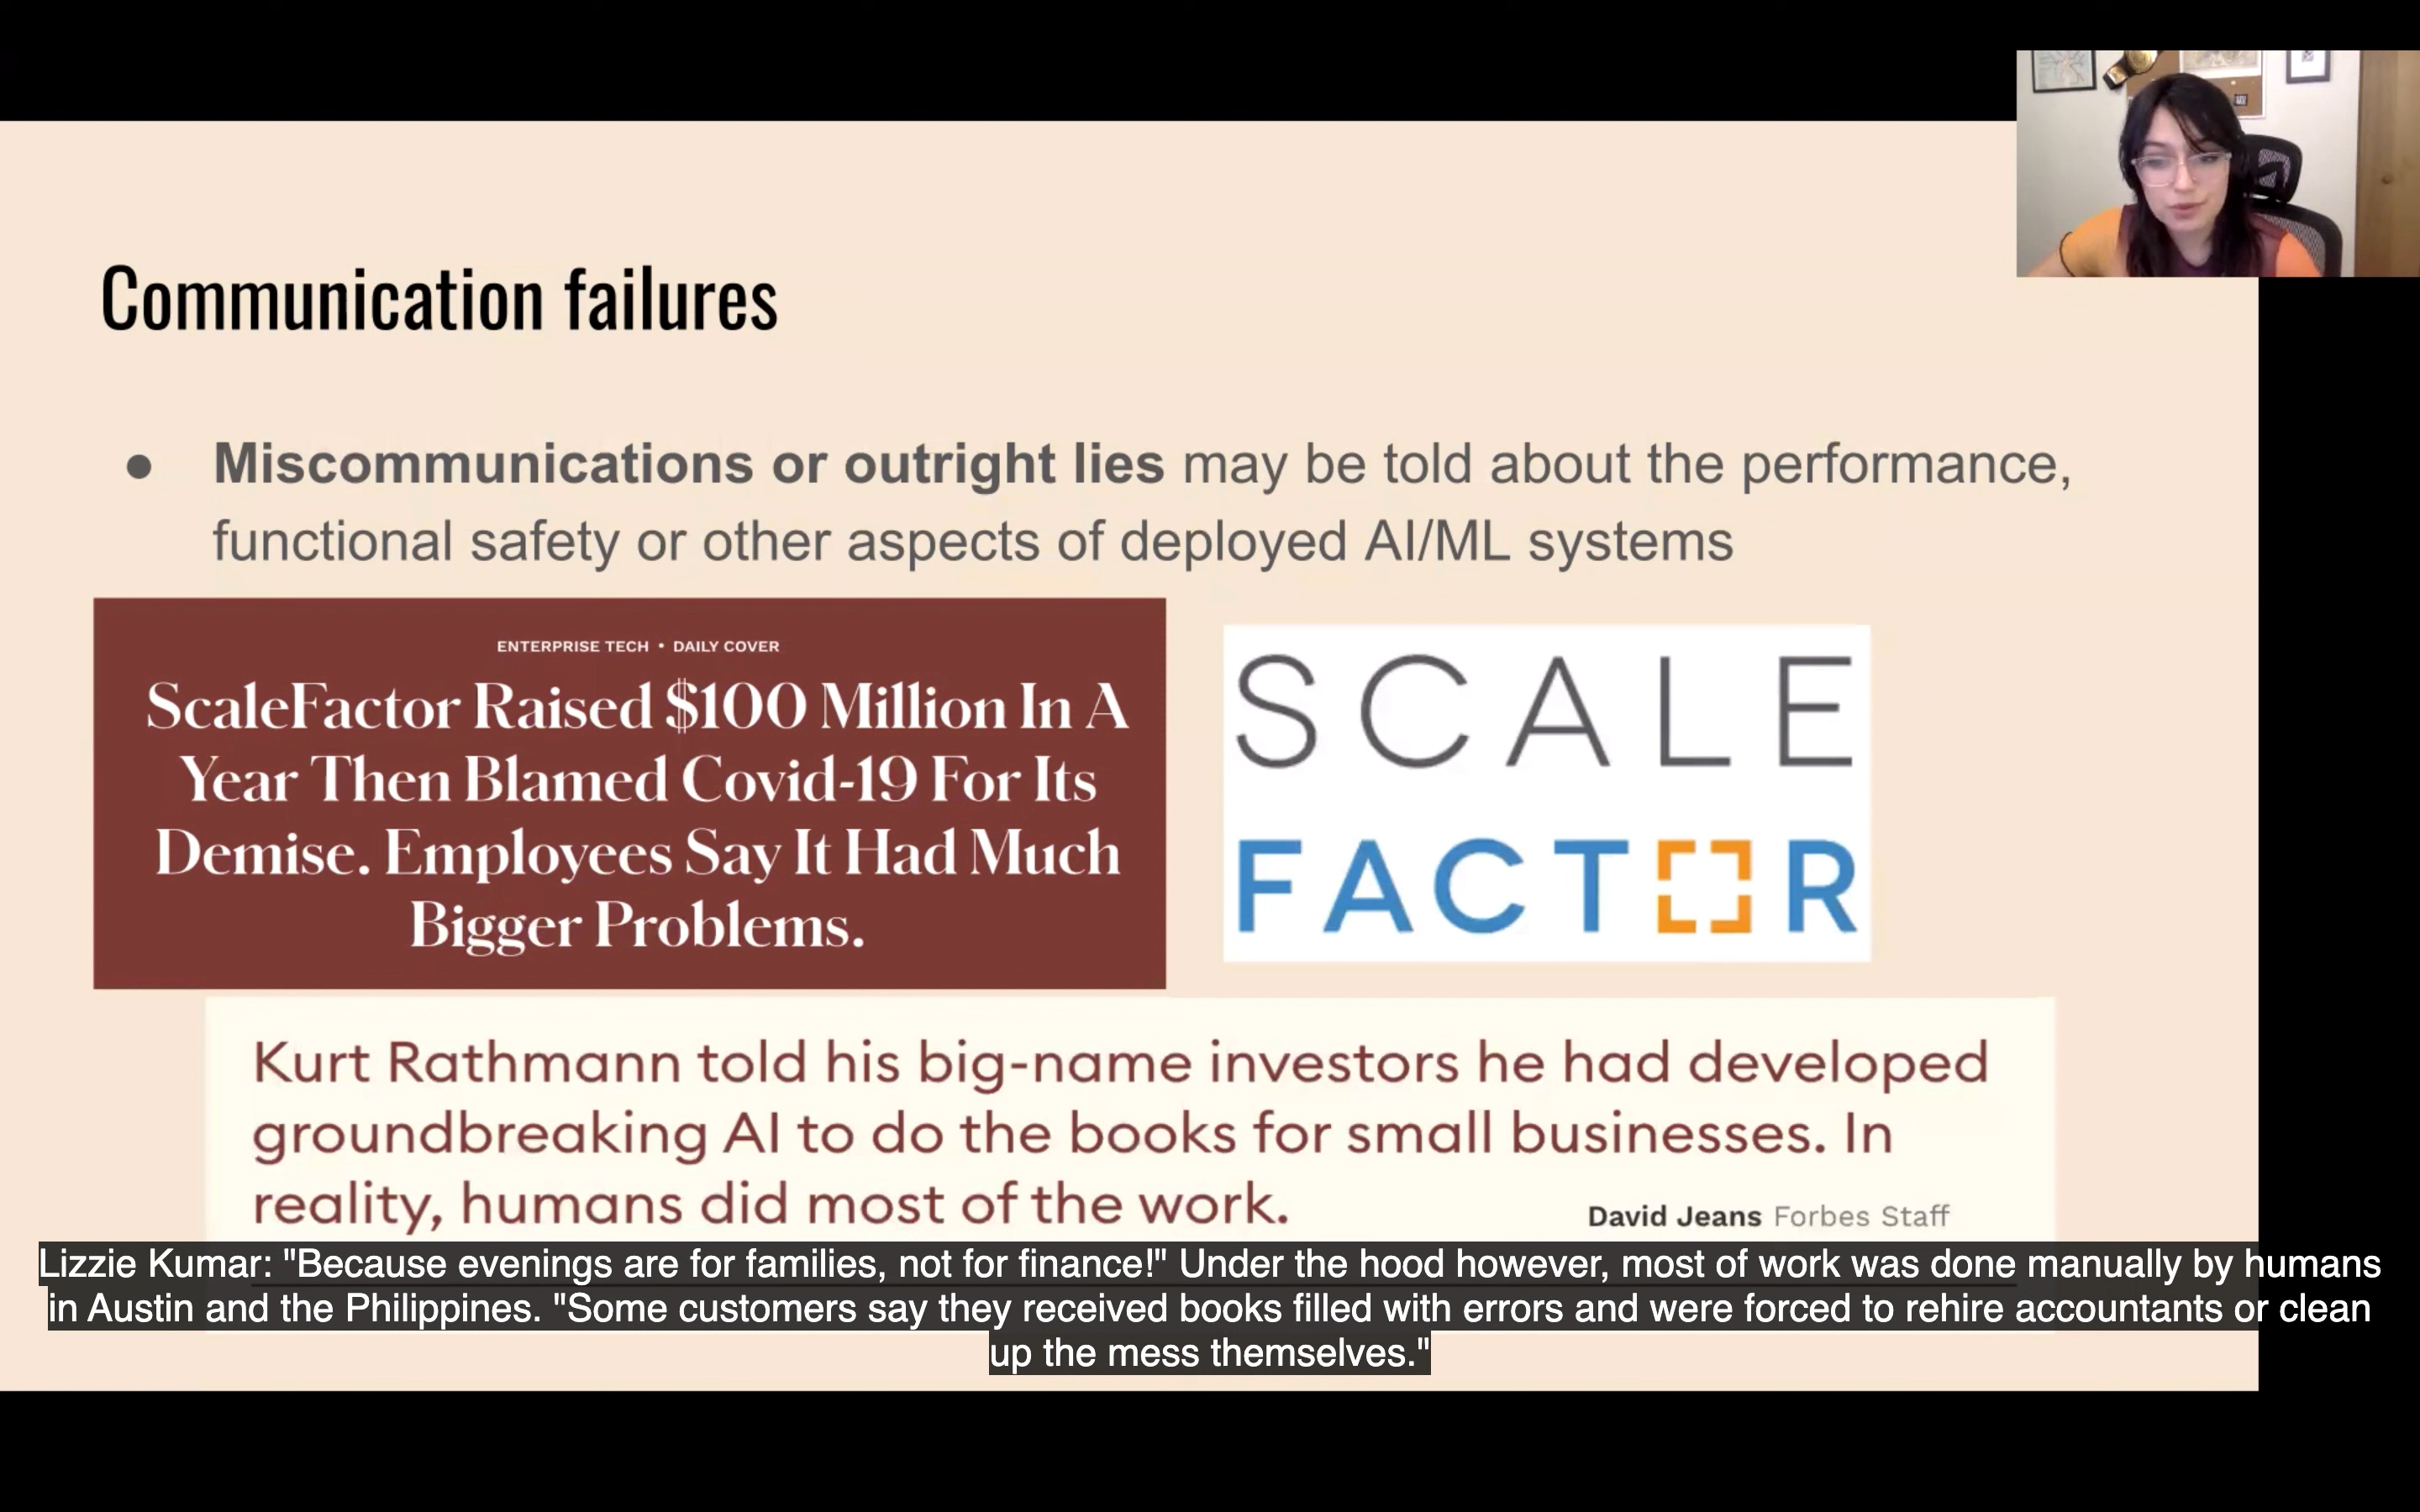 Communication failures
● Miscommunications or outright lies may be told about the performance,
functional safety or other aspects of deployed AI/ML systems
ENTERPRISE TECH • DAILY COVER
ScaleFactor Raised $100 Million In A
Year Then Blamed Covid-19 For Its
Demise. Employees Say It Had Much
Bigger Problems.
SCALE
FACTOR
Kurt Rathmann told his big-name investors he had developed
groundbreaking AI to do the books for small businesses. In
reality, humans did most of the work.
David Jeans Forbes Staff
Lizzie Kumar: "Because evenings are for families, not for finance!" Under the hood however, most of work was done manually by humans
in Austin and the Philippines. "Some customers say they received books filled with errors and were forced to rehire accountants or clean
up the mess themselves."